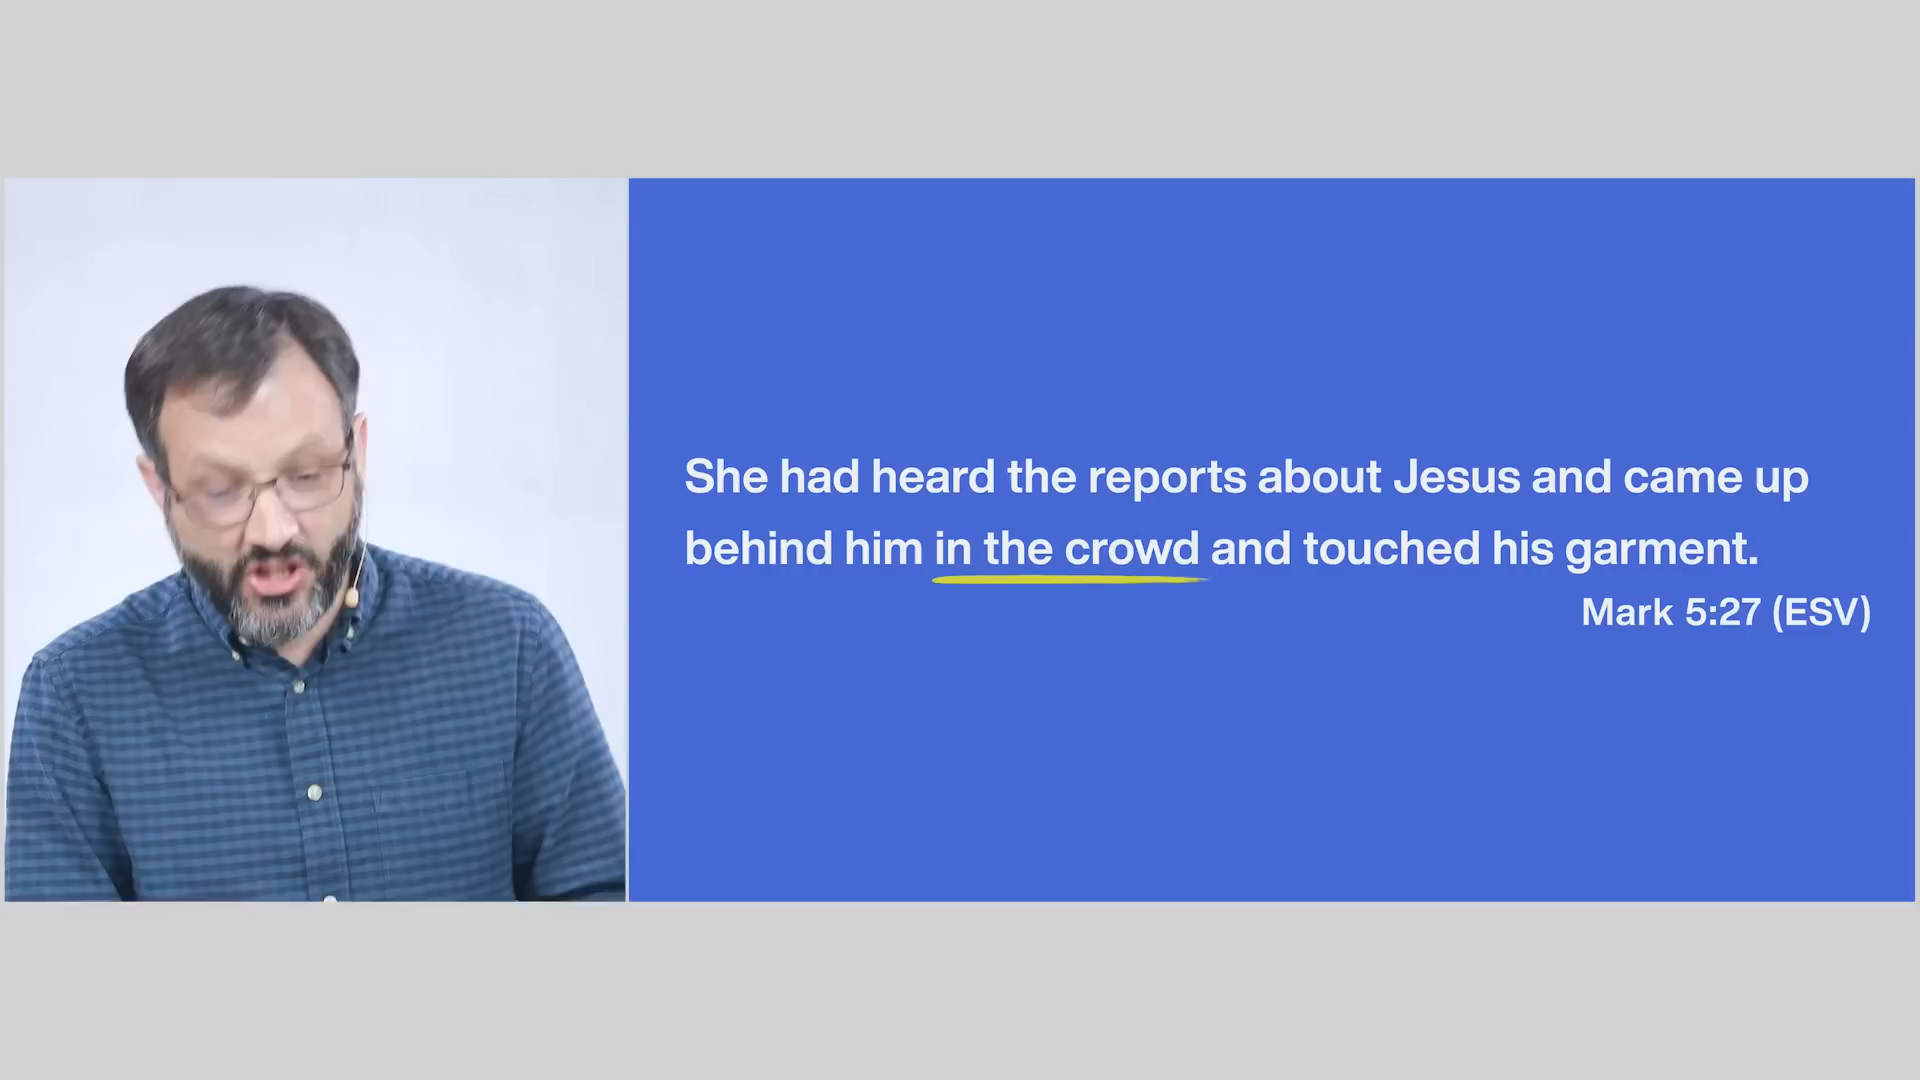 She had heard the reports about Jesus and came up
behind him in the crowd and touched his garment.
Mark 5:27 (ESV)